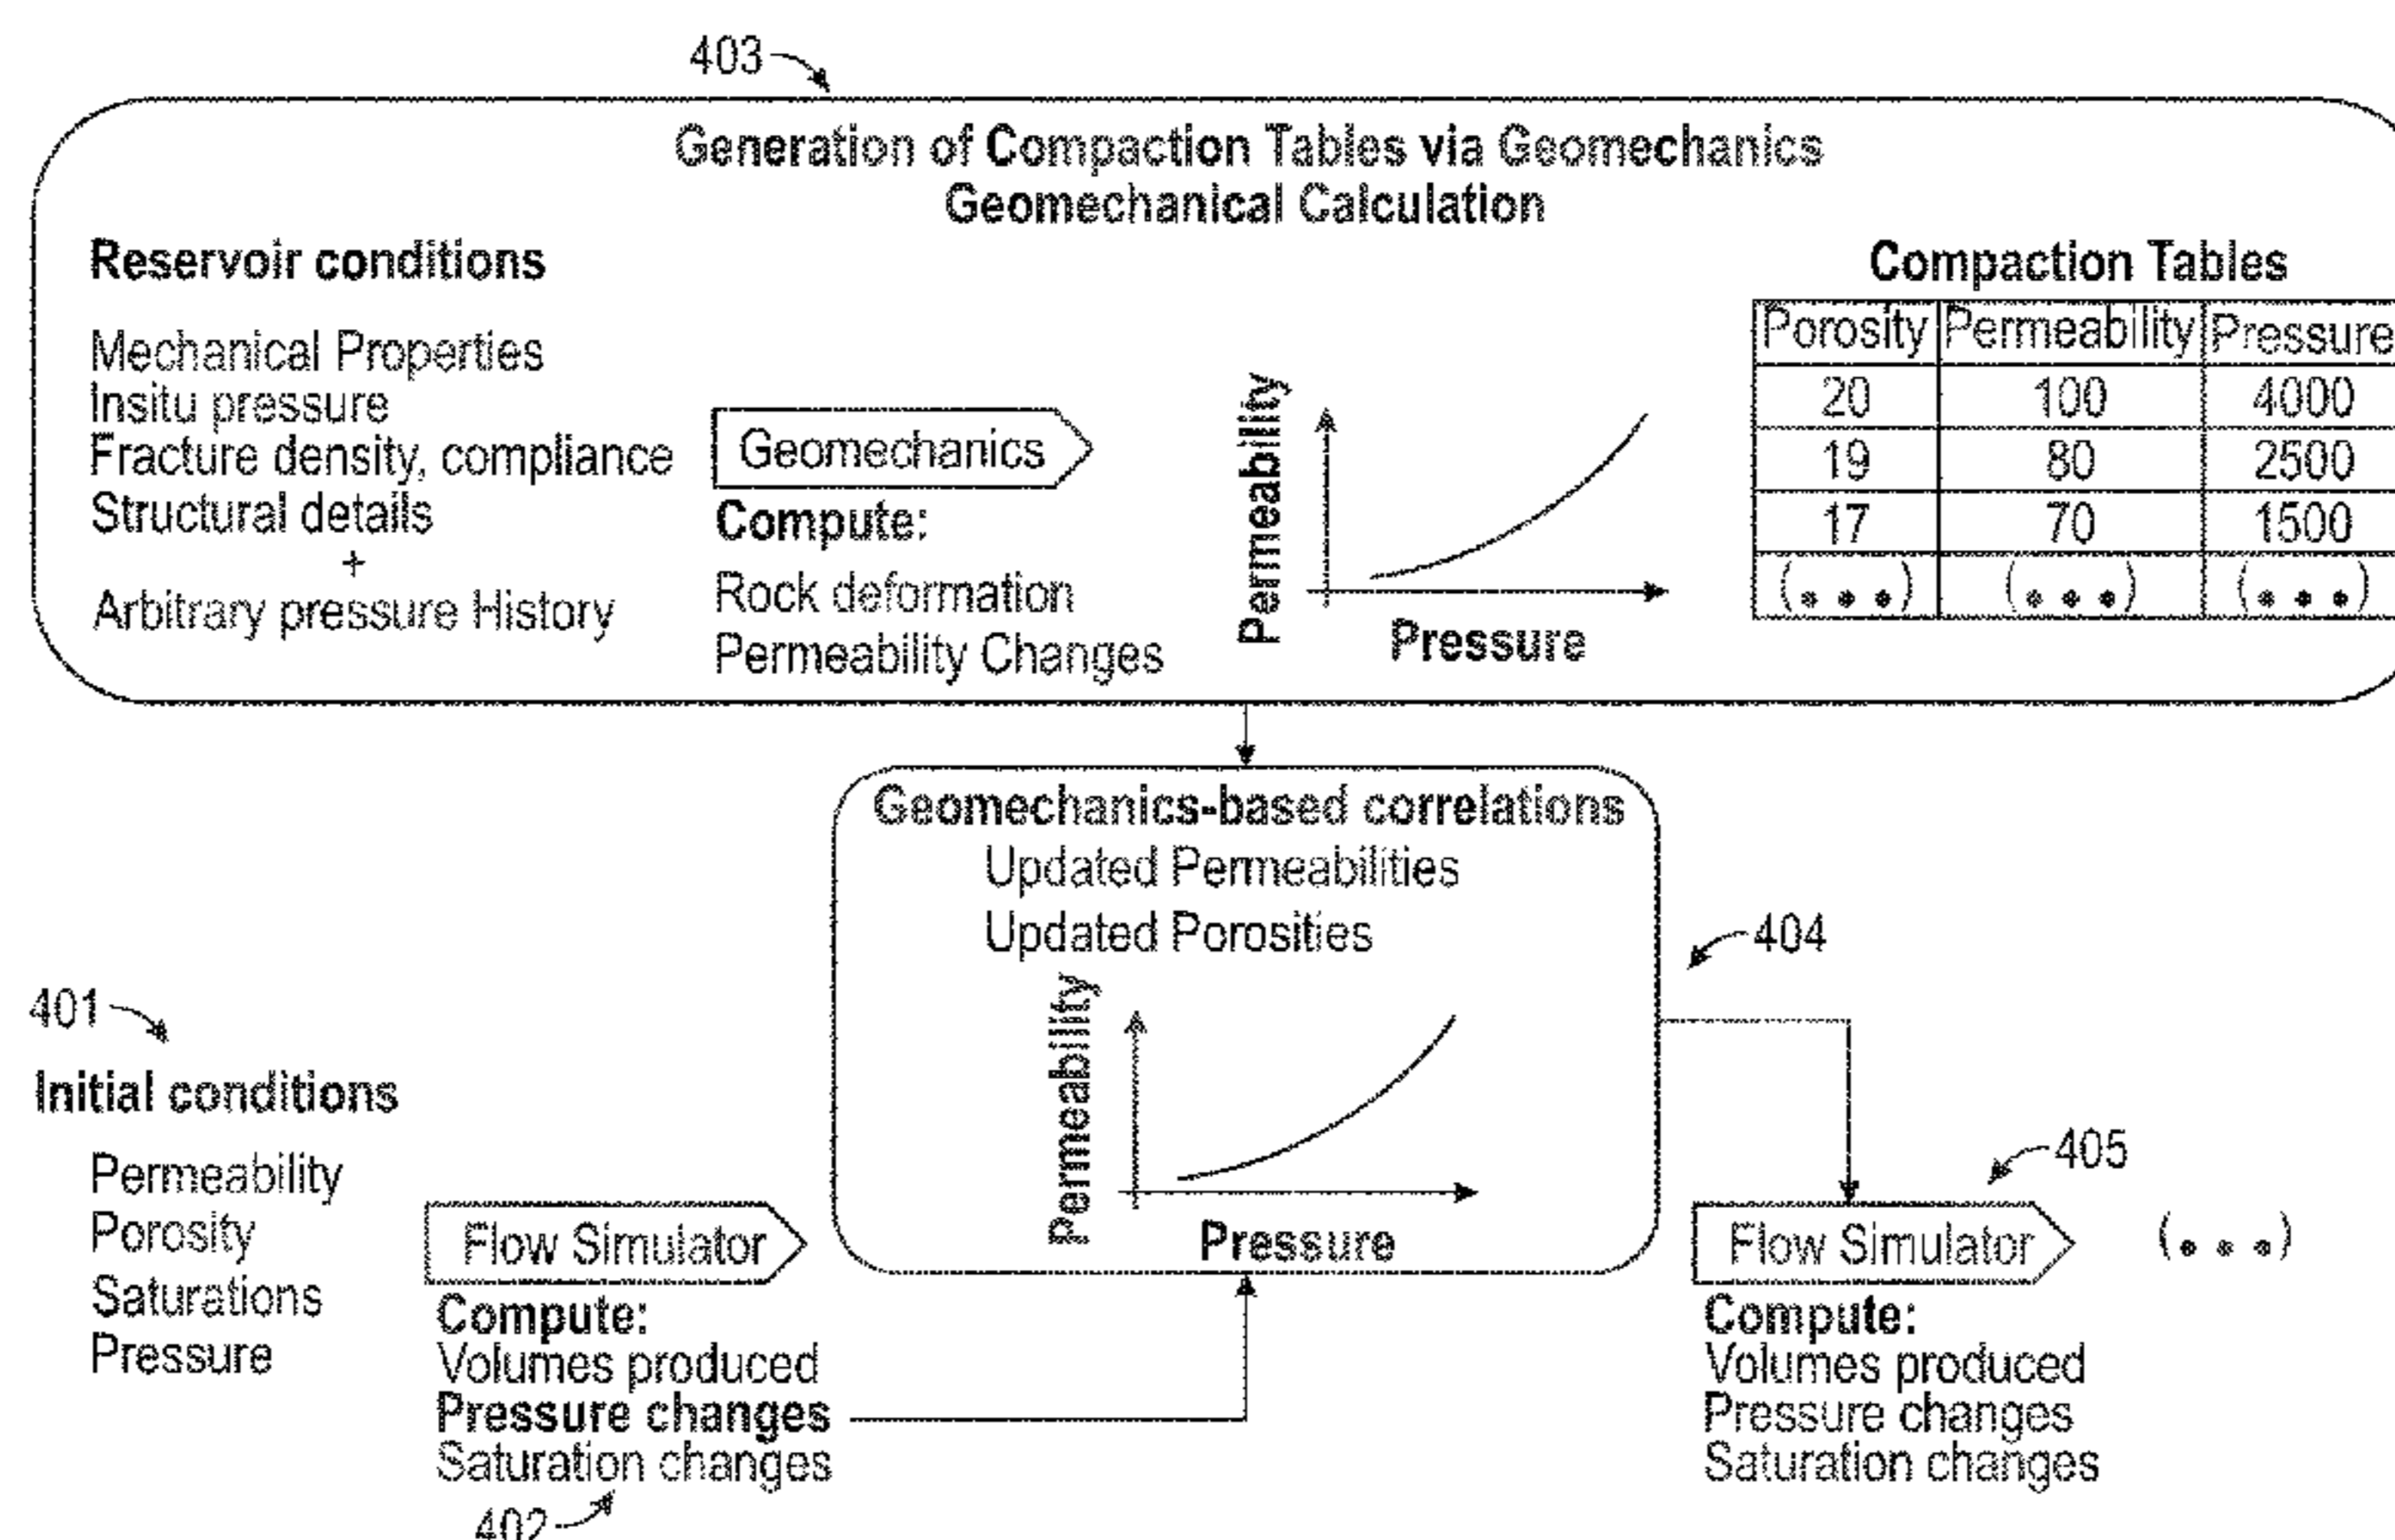 403
Generation of Compaction Tables via Geomechanics
Geomechanical Calculation
Reservoir conditions
Mechanical Properties
Insitu pressure
Fracture density, compliance
Structural details
+
Arbitrary pressure History
Geomechanics
Compute:
Rock deformation
Permeability Changes
Permeability
Pressure
Compaction Tables
Porosity Permeability Pressure
20 100 4000
19 80 2500
17 70 1500
(...) (...) (...)
Geomechanics-based correlations
Updated Permeabilities
Updated Porosities
Permeability
Pressure
404
401
Initial conditions
Permeability
Porosity
Saturations
Pressure
Flow Simulator
Compute:
Volumes produced
Pressure changes
Saturation changes
402
405
Flow Simulator
(...)
Compute:
Volumes produced
Pressure changes
Saturation changes